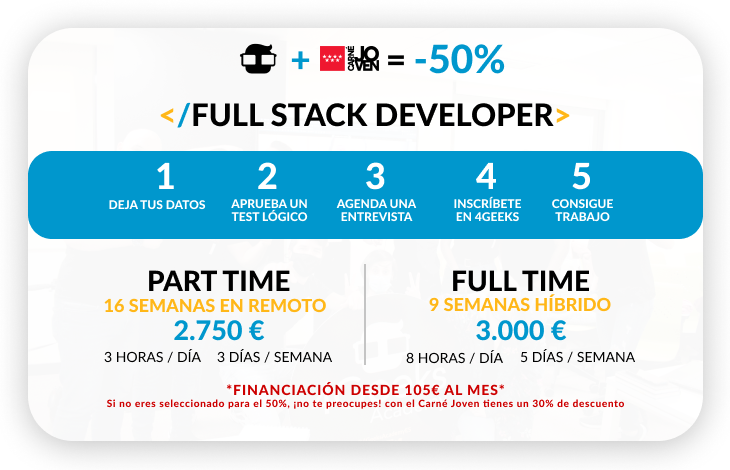 + CARNÉ JOVEN = -50%
</FULL STACK DEVELOPER>
1 2 3 4 5
DEJA TUS DATOS
APRUEBA UN
TEST LÓGICO
AGENDA UNA
ENTREVISTA
INSCRÍBETE
EN 4GEEKS
CONSIGUE
TRABAJO
PART TIME
16 SEMANAS EN REMOTO
2.750 €
3 HORAS / DÍA 3 DÍAS / SEMANA
FULL TIME
9 SEMANAS HÍBRIDO
3.000 €
8 HORAS / DÍA 5 DÍAS / SEMANA
*FINANCIACIÓN DESDE 105€ AL MES*
Si no eres seleccionado para el 50%, ¡no te preocupes! con el Carné Joven tienes un 30% de descuento